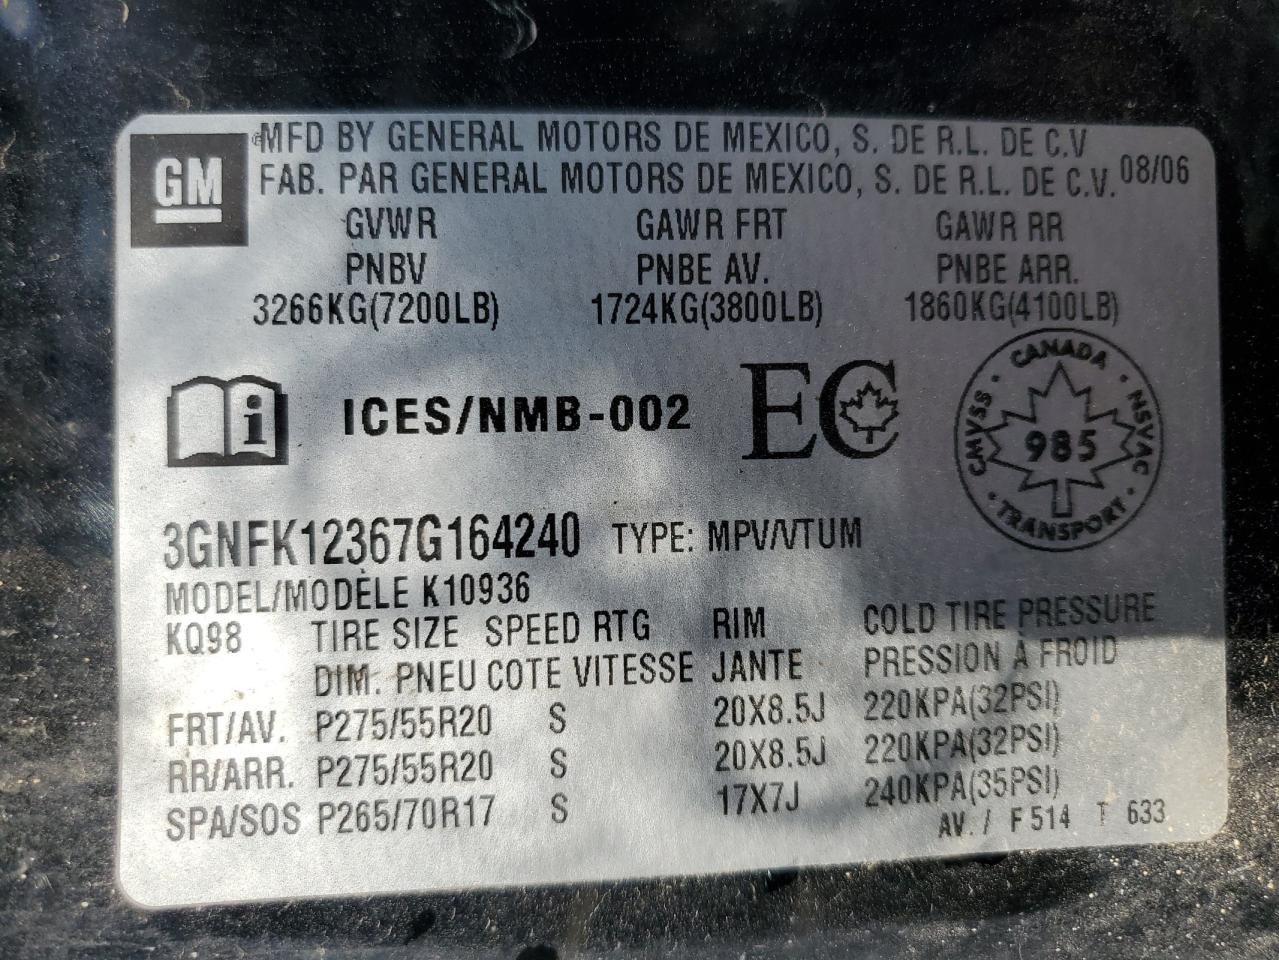 GM
MFD BY GENERAL MOTORS DE MEXICO, S. DE R.L. DE C.V
FAB. PAR GENERAL MOTORS DE MEXICO, S. DE R.L. DE C.V. 08/06
GVWR GAWR FRT GAWR RR
PNBV PNBE AV. PNBE ARR.
3266KG(7200LB) 1724KG(3800LB) 1860KG(4100LB)
i ICES/NMB-002 EC
CANADA
CMVSS 985 NSVAC
TRANSPORT
3GNFK12367G164240 TYPE: MPV/VTUM
MODEL/MODÈLE K10936
KQ98 TIRE SIZE SPEED RTG RIM COLD TIRE PRESSURE
DIM. PNEU COTE VITESSE JANTE PRESSION À FROID
FRT/AV. P275/55R20 S 20X8.5J 220KPA(32PSI)
RR/ARR. P275/55R20 S 20X8.5J 220KPA(32PSI)
SPA/SOS P265/70R17 S 17X7J 240KPA(35PSI)
AV. / F 514 T 633